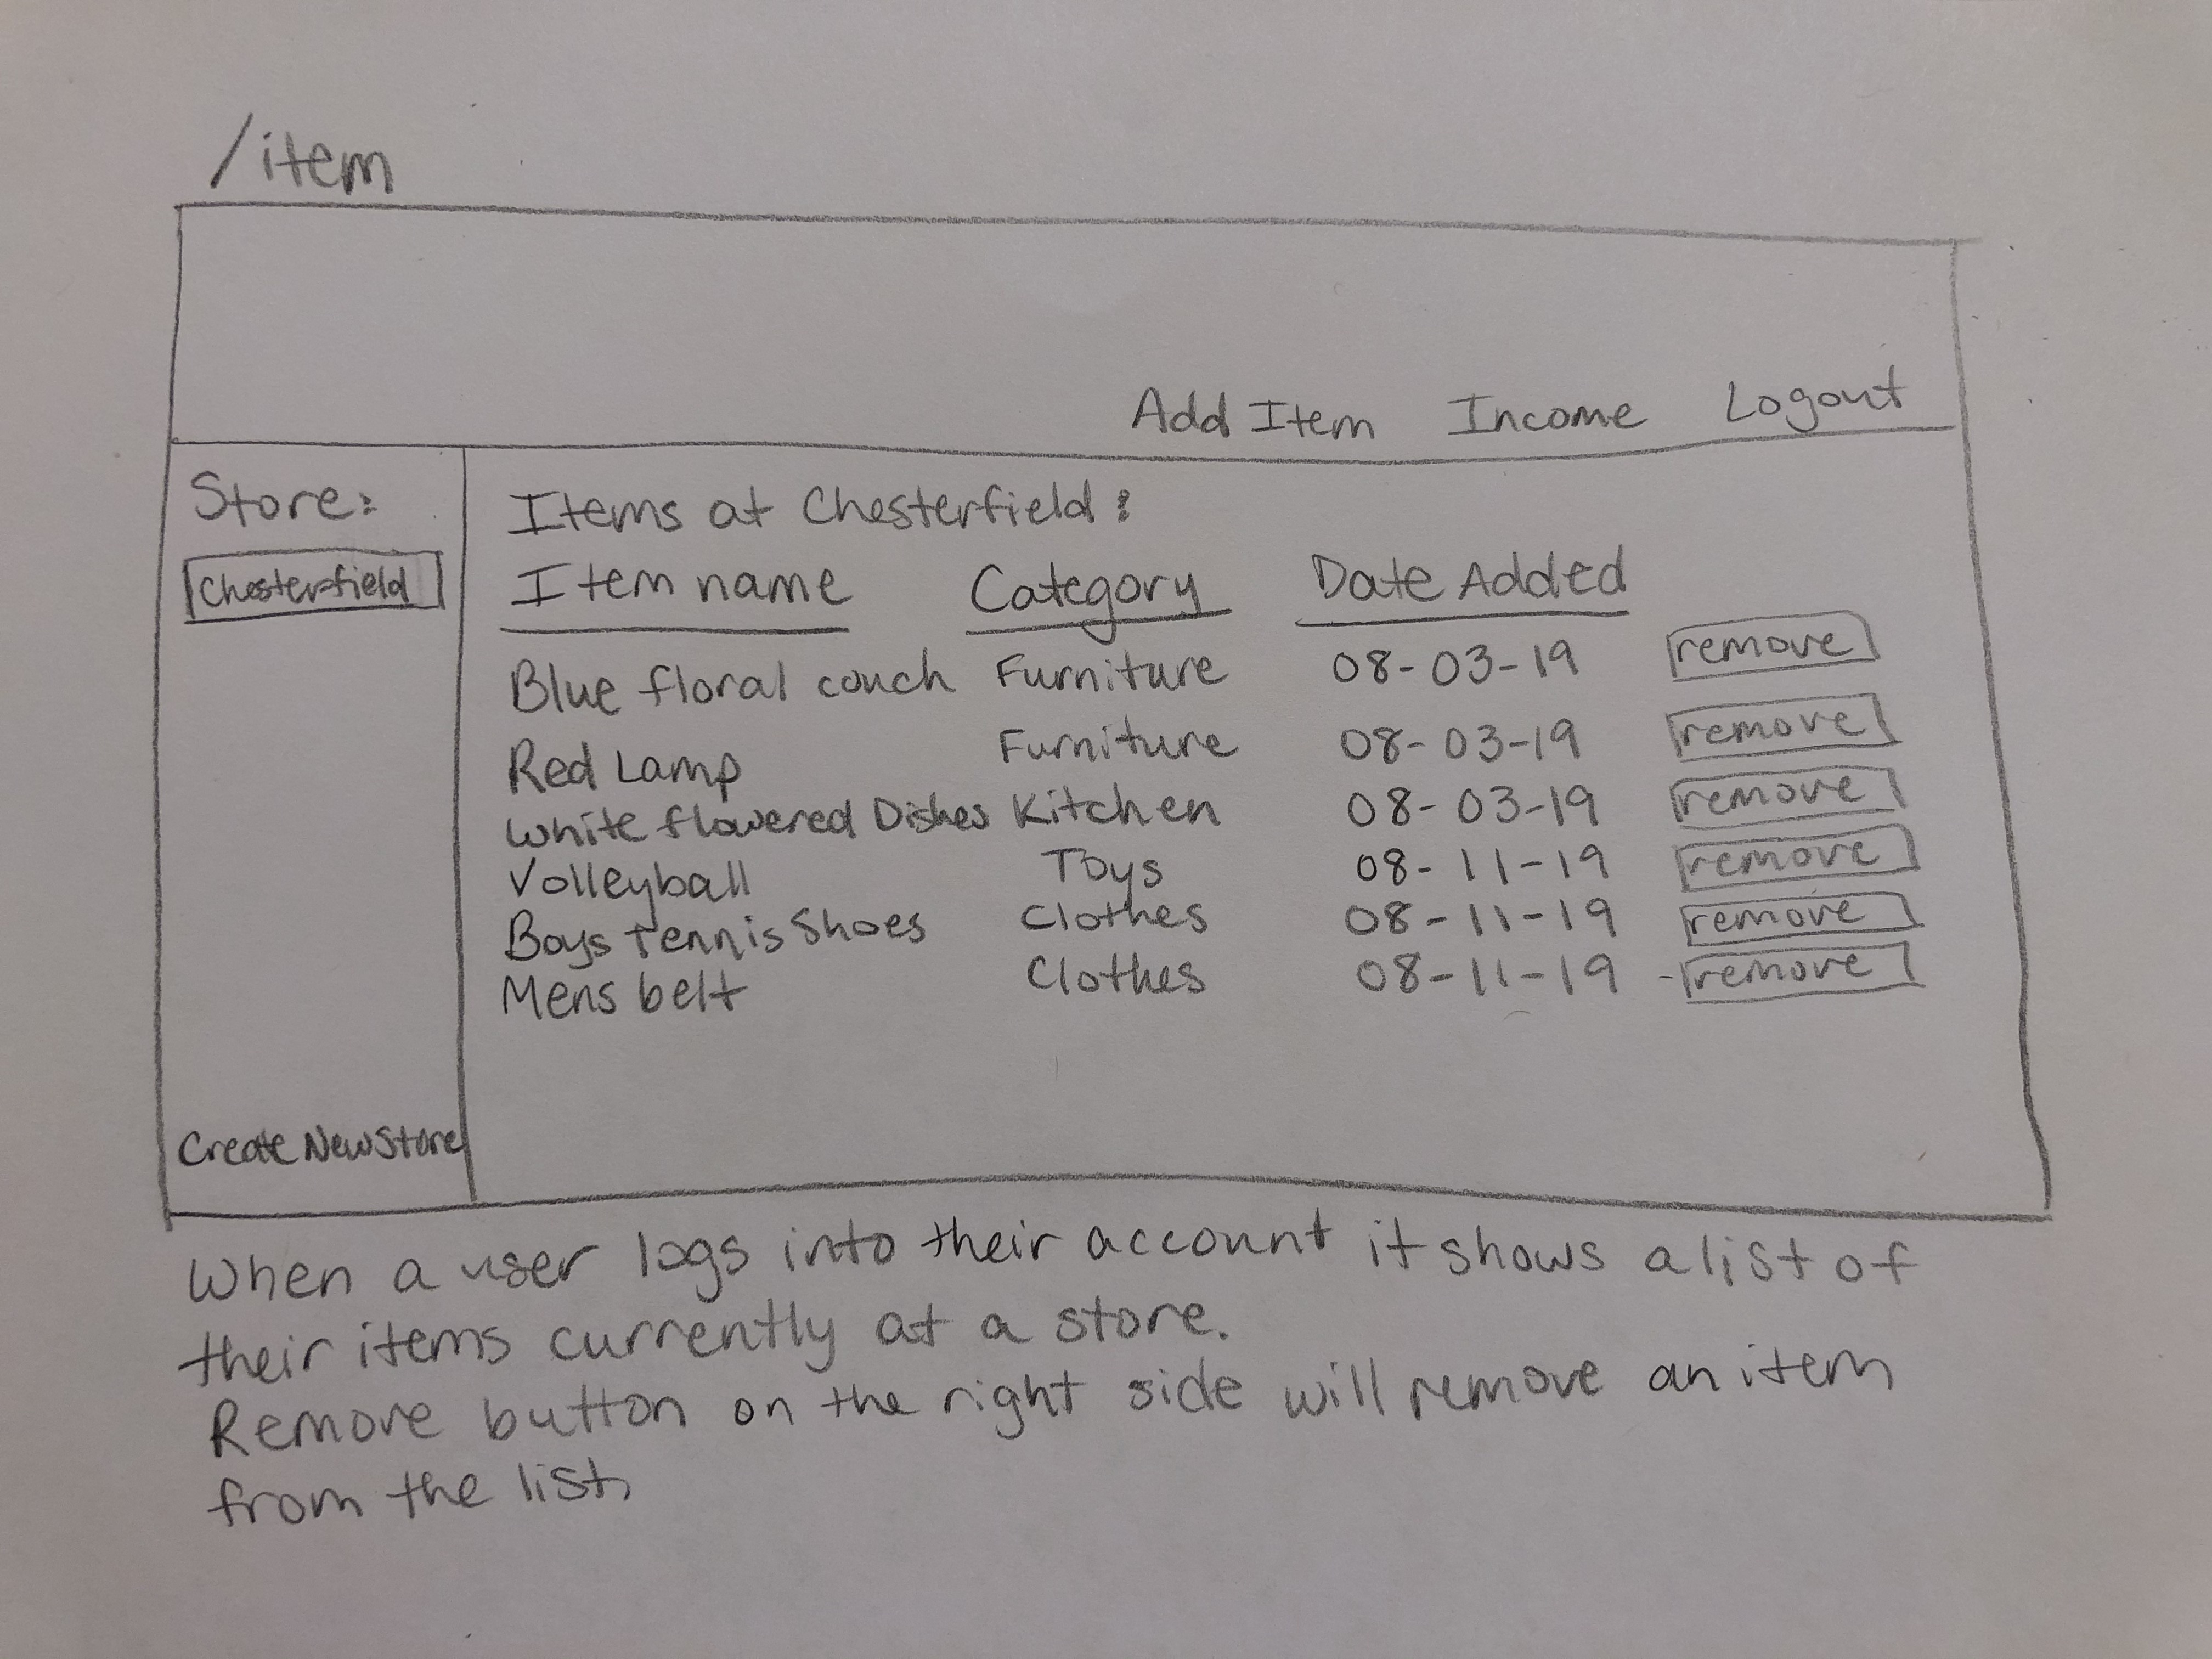 /item
Add Item Income Logout
Store:
Chesterfield
Items at Chesterfield:
Item name Category Date Added
Blue floral couch Furniture 08-03-19 remove
Red Lamp Furniture 08-03-19 remove
White flowered Dishes Kitchen 08-03-19 remove
Volleyball Toys 08-11-19 remove
Boys Tennis Shoes Clothes 08-11-19 remove
Mens belt Clothes 08-11-19 remove
Create New Store
When a user logs into their account it shows a list of
their items currently at a store.
Remove button on the right side will remove an item
from the list.